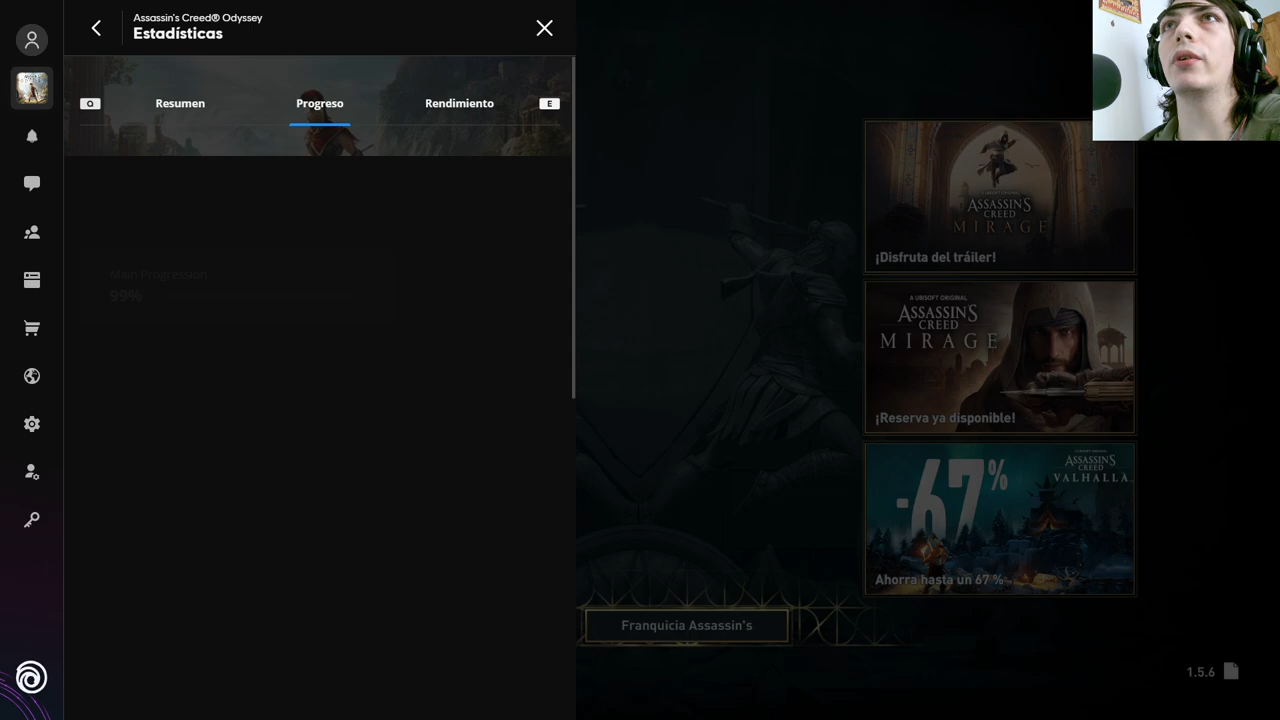 Assassin's Creed® Odyssey
Estadísticas
Q
Resumen
Progreso
Rendimiento
E
Main Progression
99%
ASSASSIN'S
CREED
MIRAGE
¡Disfruta del tráiler!
A UBISOFT ORIGINAL
ASSASSIN'S
CREED
MIRAGE
¡Reserva ya disponible!
-67%
ASSASSIN'S
CREED
VALHALLA
Ahorra hasta un 67 %
Franquicia Assassin's
1.5.6